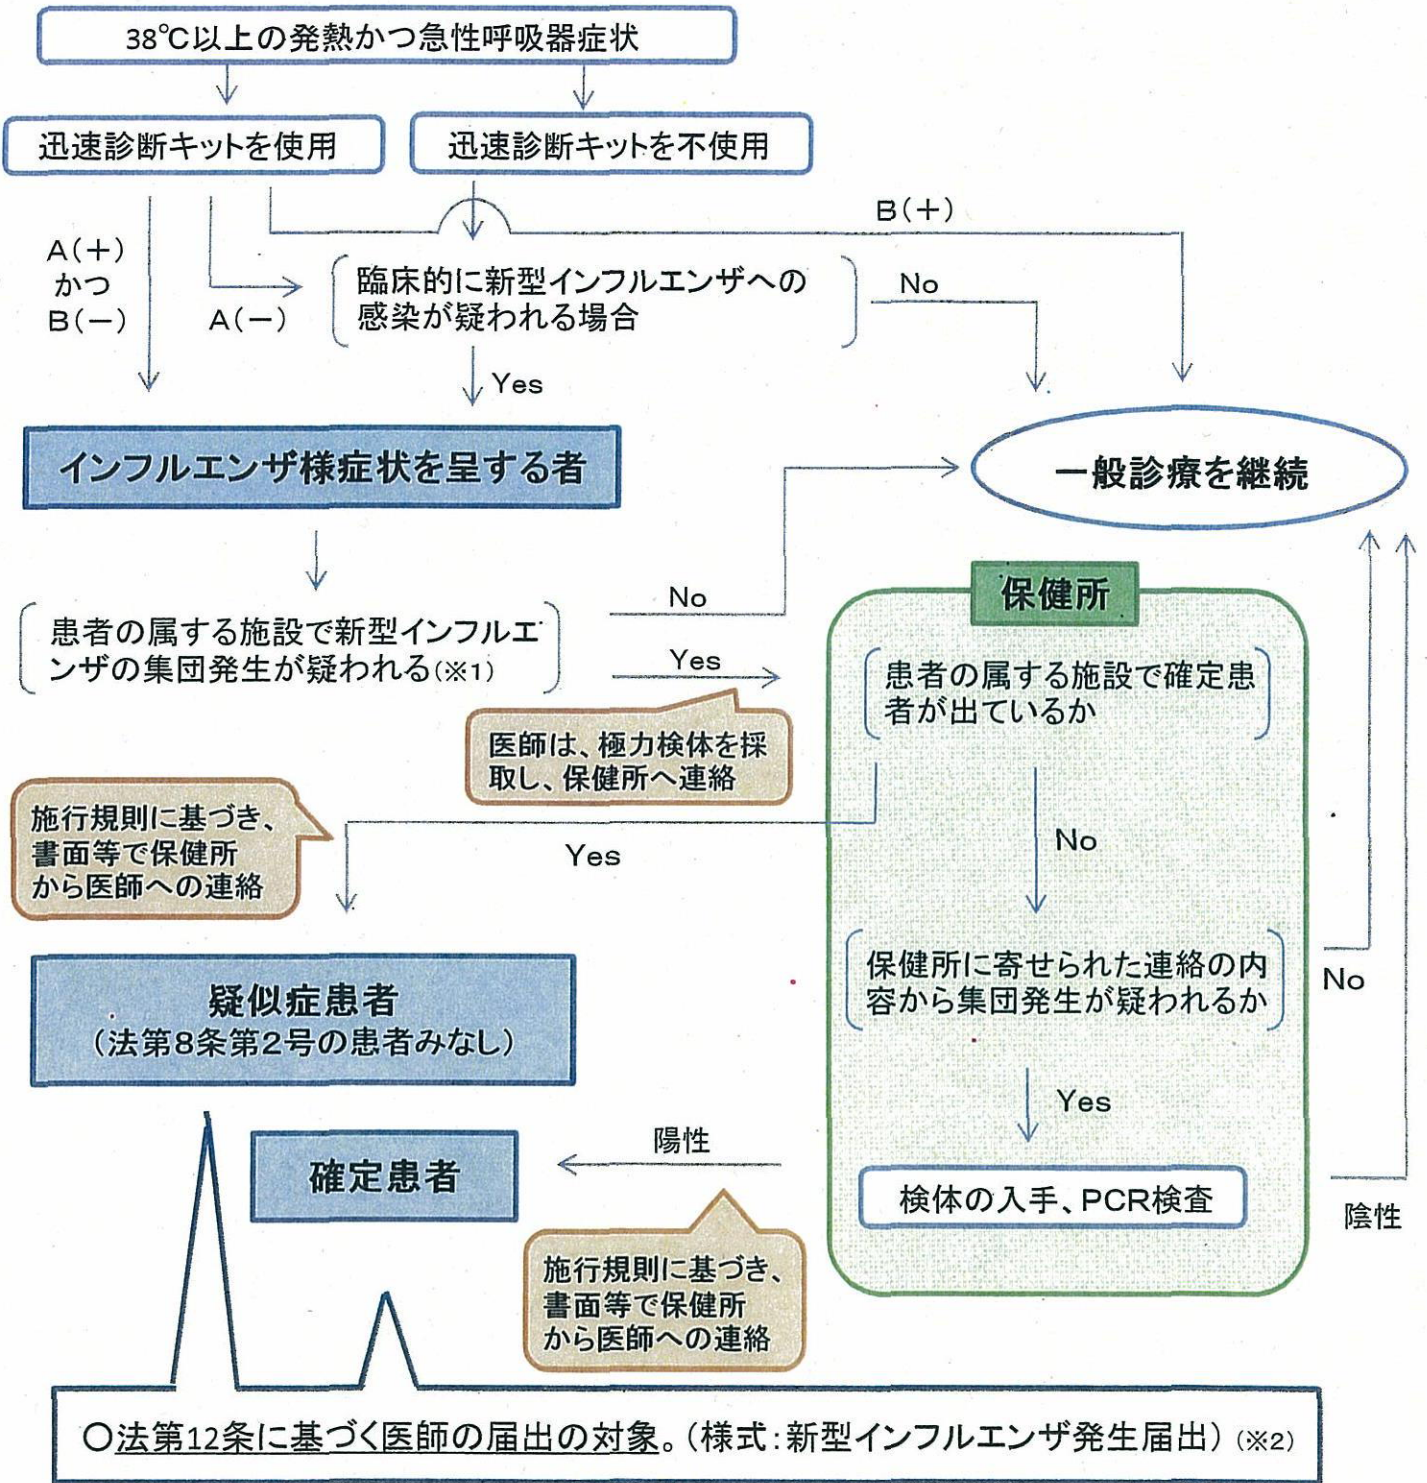 38℃以上の発熱かつ急性呼吸器症状
迅速診断キットを使用
迅速診断キットを不使用
B(+)
A(+)
かつ
B(-)
A(-)
臨床的に新型インフルエンザへの
感染が疑われる場合
No
Yes
インフルエンザ様症状を呈する者
一般診療を継続
患者の属する施設で新型インフルエ
ンザの集団発生が疑われる(※1)
No
Yes
医師は、極力検体を採
取し、保健所へ連絡
保健所
患者の属する施設で確定患
者が出ているか
施行規則に基づき、
書面等で保健所
から医師への連絡
Yes
No
保健所に寄せられた連絡の内
容から集団発生が疑われるか
No
疑似症患者
(法第8条第2号の患者みなし)
Yes
検体の入手、PCR検査
陽性
陰性
確定患者
施行規則に基づき、
書面等で保健所
から医師への連絡
○法第12条に基づく医師の届出の対象。(様式:新型インフルエンザ発生届出)(※2)